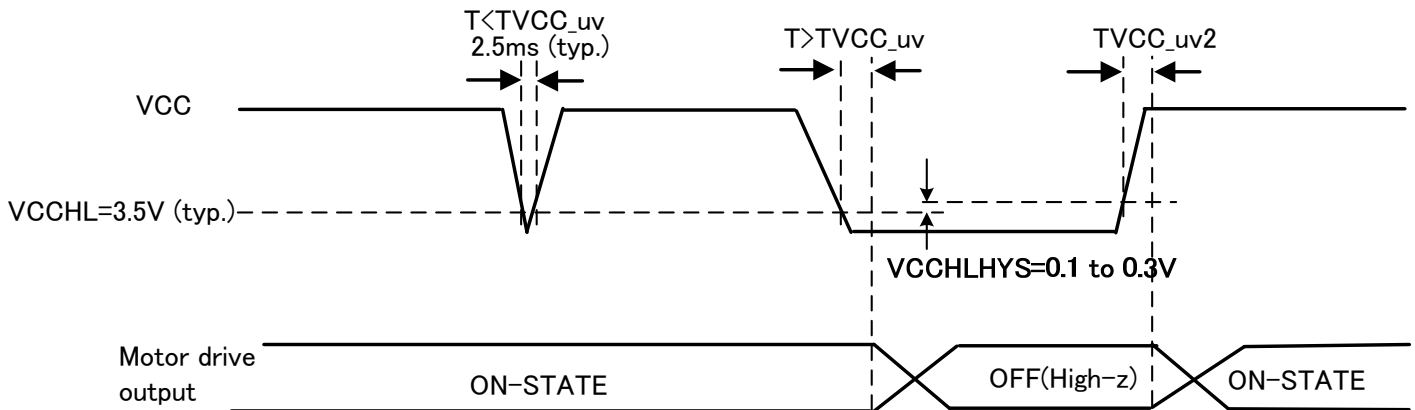 T<TVCC_uv
2.5ms (typ.)
T>TVCC_uv
TVCC_uv2
VCC
VCCHL=3.5V (typ.)
VCCHLHYS=0.1 to 0.3V
Motor drive
output
ON-STATE
OFF(High-z)
ON-STATE